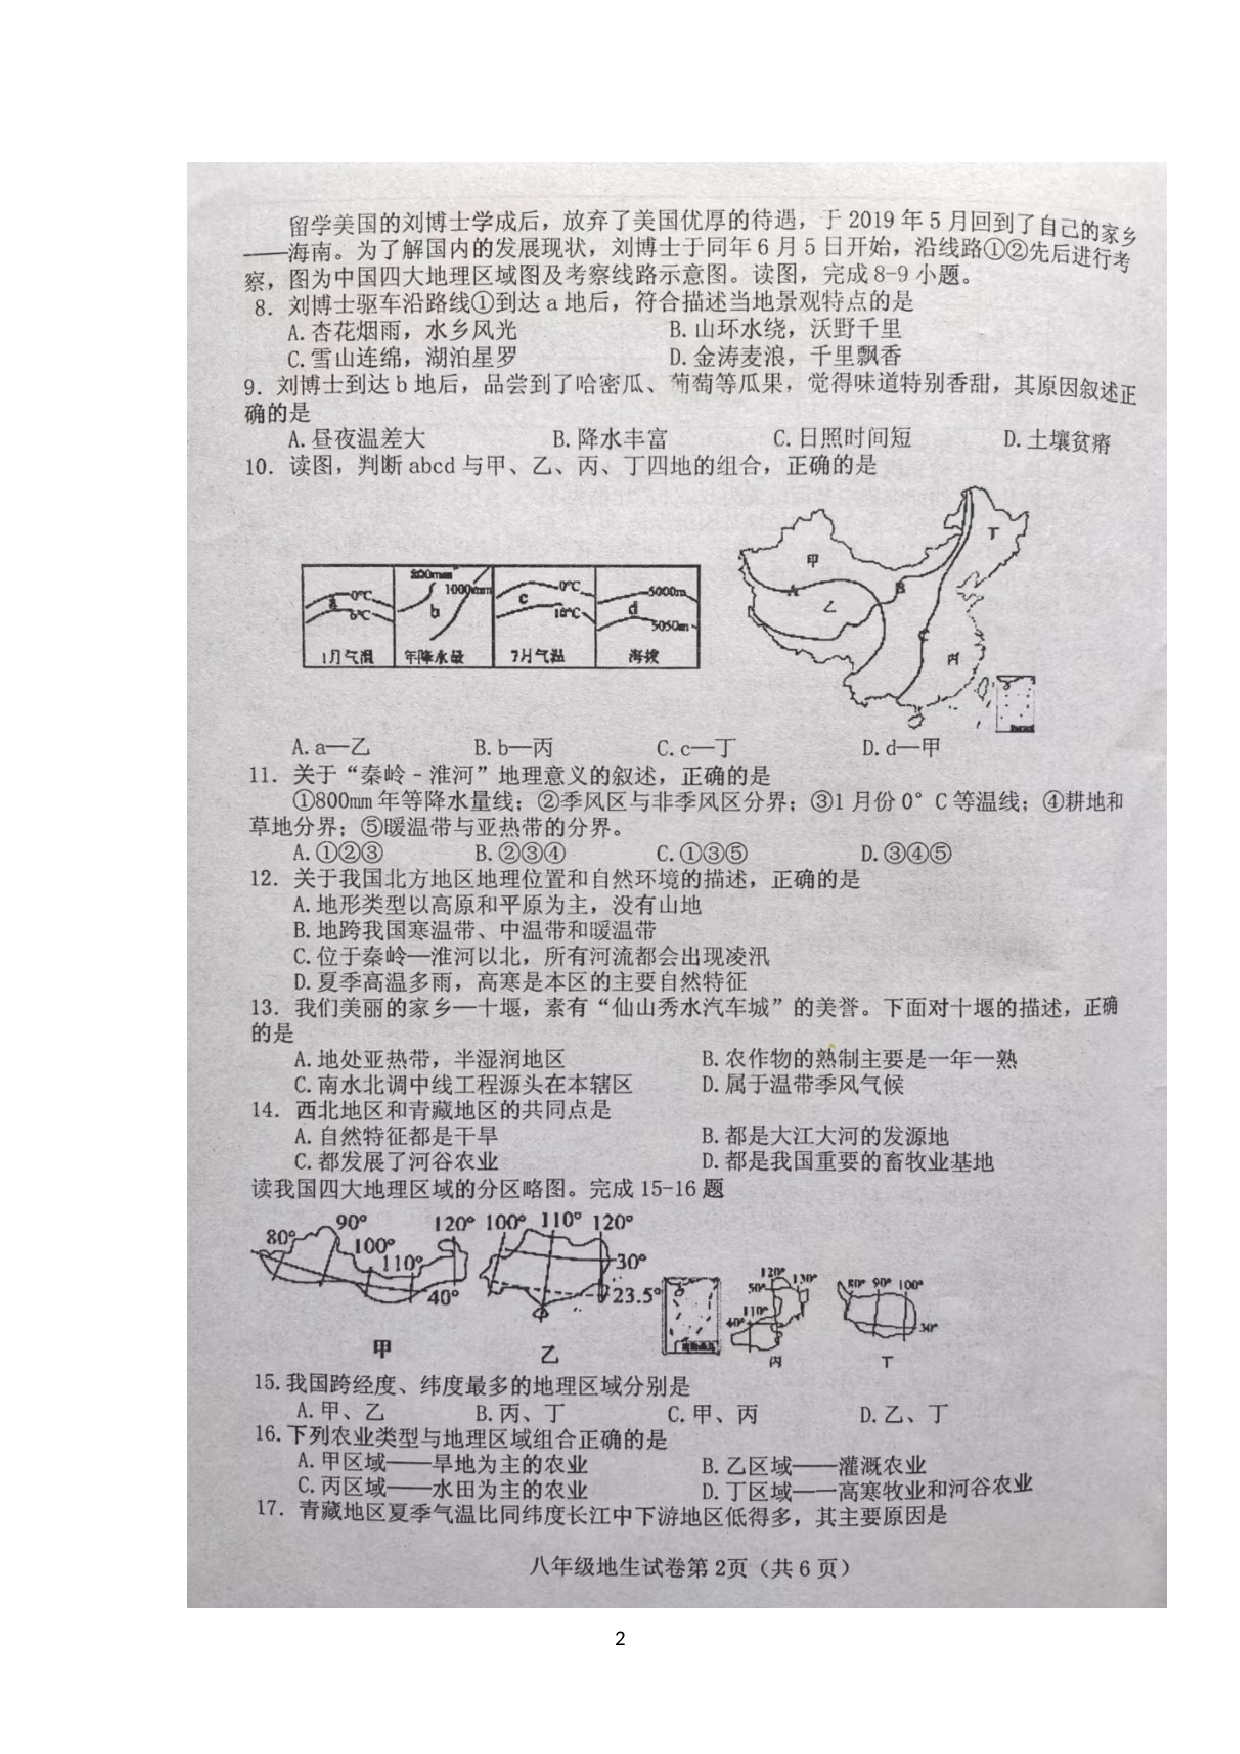 留学美国的刘博士学成后，放弃了美国优厚的待遇，于 2019 年 5 月回到了自己的家乡
——海南。为了解国内的发展现状，刘博士于同年 6 月 5 日开始，沿线路①②先后进行考
察，图为中国四大地理区域图及考察线路示意图。读图，完成 8-9 小题。
8. 刘博士驱车沿路线①到达 a 地后，符合描述当地景观特点的是
A. 杏花烟雨，水乡风光 B. 山环水绕，沃野千里
C. 雪山连绵，湖泊星罗 D. 金涛麦浪，千里飘香
9. 刘博士到达 b 地后，品尝到了哈密瓜、葡萄等瓜果，觉得味道特别香甜，其原因叙述正
确的是
A. 昼夜温差大 B. 降水丰富 C. 日照时间短 D. 土壤贫瘠
10. 读图，判断 abcd 与甲、乙、丙、丁四地的组合，正确的是
a 0℃ 6℃ 1月气温
200mm 1000mm b 年降水量
c 0℃ 7月气温
5000m d 5050m 海拔
甲 乙 丙 丁 A B C
A. a—乙 B. b—丙 C. c—丁 D. d—甲
11. 关于“秦岭－淮河”地理意义的叙述，正确的是
①800mm 年等降水量线；②季风区与非季风区分界；③1 月份 0° C 等温线；④耕地和
草地分界；⑤暖温带与亚热带的分界。
A. ①②③ B. ②③④ C. ①③⑤ D. ③④⑤
12. 关于我国北方地区地理位置和自然环境的描述，正确的是
A. 地形类型以高原和平原为主，没有山地
B. 地跨我国寒温带、中温带和暖温带
C. 位于秦岭—淮河以北，所有河流都会出现凌汛
D. 夏季高温多雨，高寒是本区的主要自然特征
13. 我们美丽的家乡—十堰，素有“仙山秀水汽车城”的美誉。下面对十堰的描述，正确
的是
A. 地处亚热带，半湿润地区 B. 农作物的熟制主要是一年一熟
C. 南水北调中线工程源头在本辖区 D. 属于温带季风气候
14. 西北地区和青藏地区的共同点是
A. 自然特征都是干旱 B. 都是大江大河的发源地
C. 都发展了河谷农业 D. 都是我国重要的畜牧业基地
读我国四大地理区域的分区略图。完成 15-16 题
80° 90° 100° 110° 120° 40° 甲
100° 110° 120° 30° 23.5° 乙
120° 130° 50° 110° 40° 丙
80° 90° 100° 30° 丁
15. 我国跨经度、纬度最多的地理区域分别是
A. 甲、乙 B. 丙、丁 C. 甲、丙 D. 乙、丁
16. 下列农业类型与地理区域组合正确的是
A. 甲区域——旱地为主的农业 B. 乙区域——灌溉农业
C. 丙区域——水田为主的农业 D. 丁区域——高寒牧业和河谷农业
17. 青藏地区夏季气温比同纬度长江中下游地区低得多，其主要原因是
八年级地生试卷第 2页（共 6 页）
2